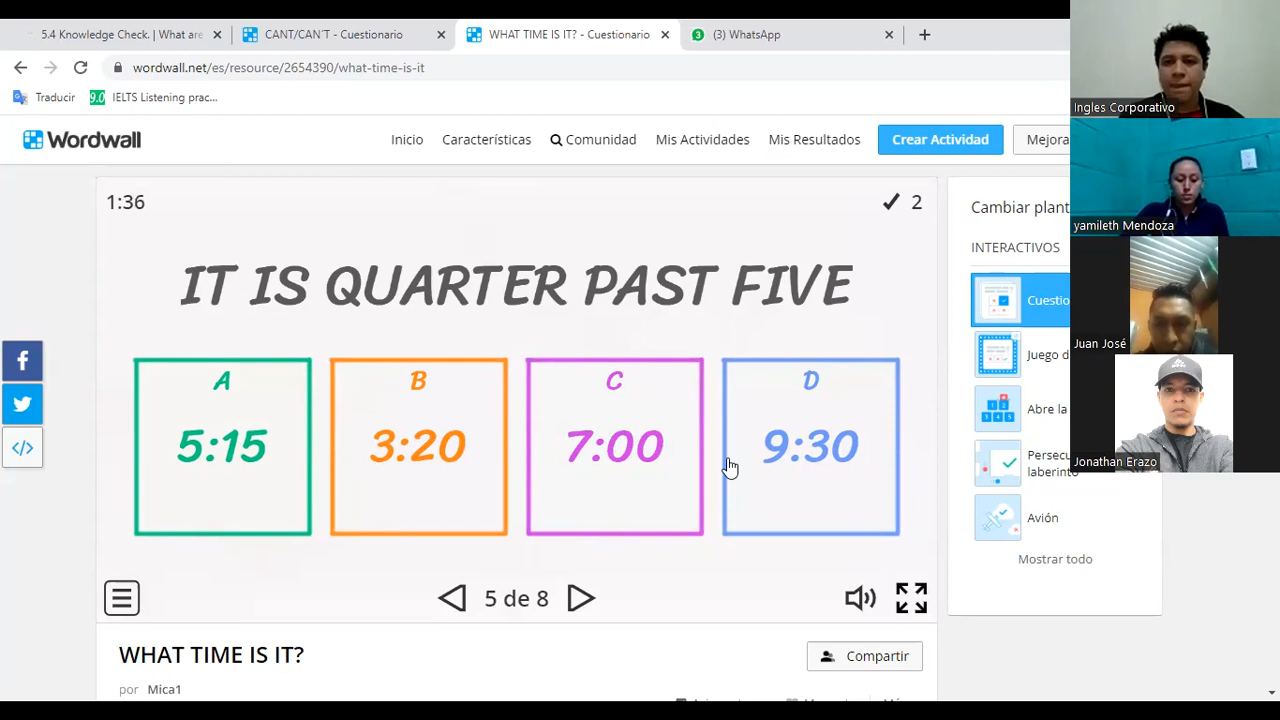 5.4 Knowledge Check. | What are
CANT/CAN'T - Cuestionario
WHAT TIME IS IT? - Cuestionario
(3) WhatsApp
wordwall.net/es/resource/2654390/what-time-is-it
Traducir
9.0 IELTS Listening prac...
Wordwall
Inicio
Características
Comunidad
Mis Actividades
Mis Resultados
Crear Actividad
Mejora
1:36
2
IT IS QUARTER PAST FIVE
A
B
C
D
5:15
3:20
7:00
9:30
5 de 8
WHAT TIME IS IT?
Compartir
por Mica1
Cambiar plant
INTERACTIVOS
Cuestio
Juego d
Abre la
Persecu
laberinto
Avión
Mostrar todo
Ingles Corporativo
yamileth Mendoza
Juan José
Jonathan Erazo